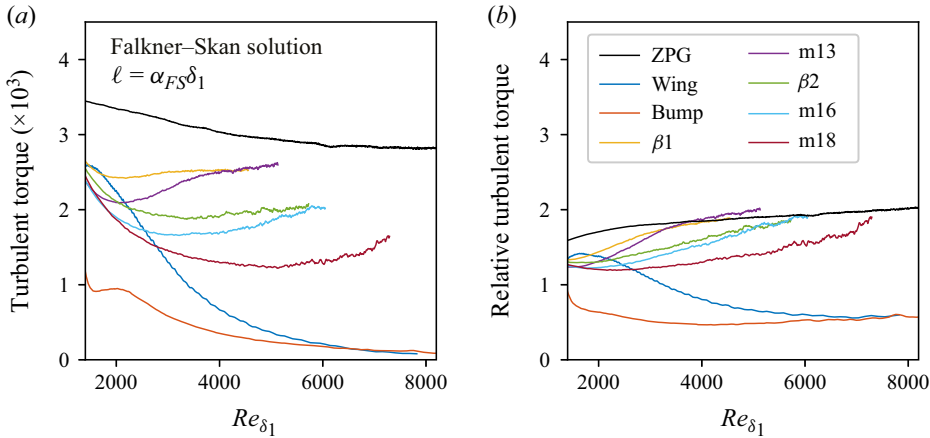 (a)
Falkner–Skan solution
ℓ = α_FS δ_1
Turbulent torque (×10^3)
4
3
2
1
0
2000 4000 6000 8000
Re_δ1
(b)
ZPG
Wing
Bump
β1
m13
β2
m16
m18
Relative turbulent torque
4
3
2
1
0
2000 4000 6000 8000
Re_δ1